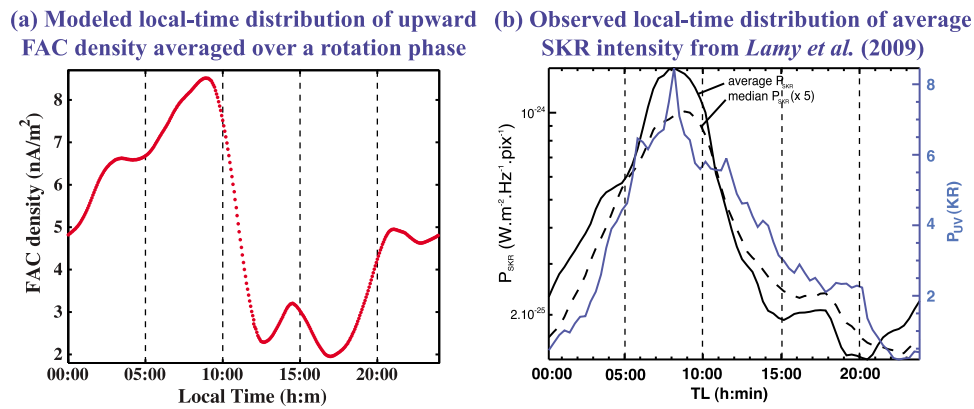 (a) Modeled local-time distribution of upward
FAC density averaged over a rotation phase
FAC density (nA/m²)
8
7
6
5
4
3
2
00:00 05:00 10:00 15:00 20:00
Local Time (h:m)
(b) Observed local-time distribution of average
SKR intensity from Lamy et al. (2009)
average P_SKR
median P_SKR (x 5)
P_SKR (W.m⁻².Hz⁻¹.pix⁻¹)
10⁻²⁴
2.10⁻²⁵
8
6
4
2
0
P_UV (KR)
00:00 05:00 10:00 15:00 20:00
TL (h:min)